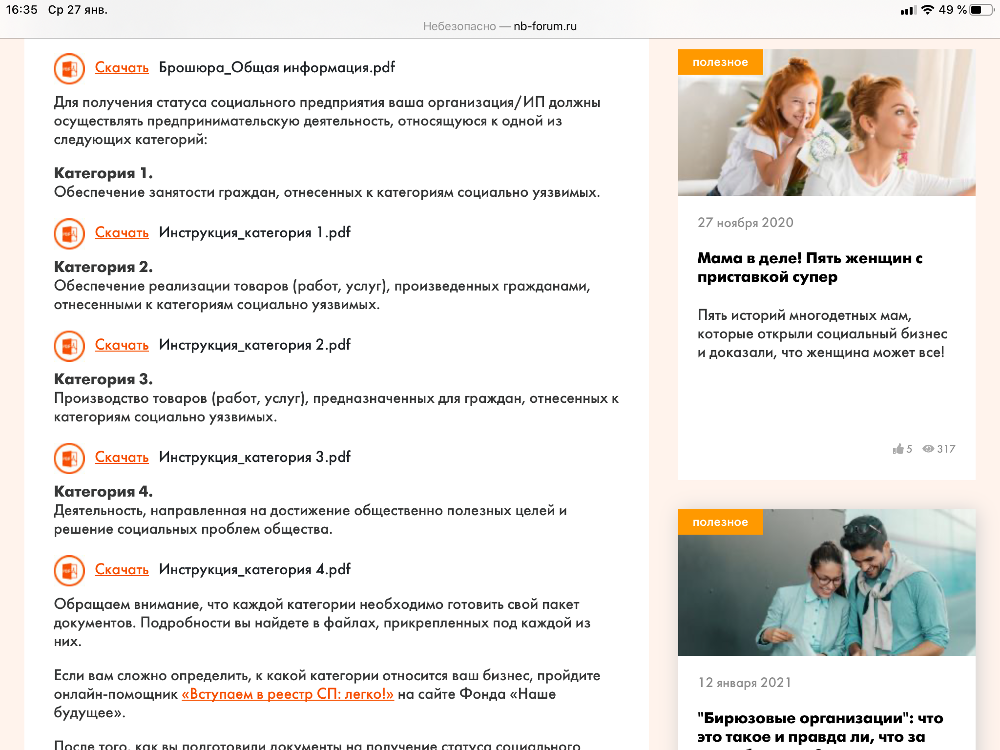 16:35 Ср 27 янв.
49 %
Небезопасно — nb-forum.ru
Скачать Брошюра_Общая информация.pdf
Для получения статуса социального предприятия ваша организация/ИП должны
осуществлять предпринимательскую деятельность, относящуюся к одной из
следующих категорий:
Категория 1.
Обеспечение занятости граждан, отнесенных к категориям социально уязвимых.
Скачать Инструкция_категория 1.pdf
Категория 2.
Обеспечение реализации товаров (работ, услуг), произведенных гражданами,
отнесенными к категориям социально уязвимых.
Скачать Инструкция_категория 2.pdf
Категория 3.
Производство товаров (работ, услуг), предназначенных для граждан, отнесенных к
категориям социально уязвимых.
Скачать Инструкция_категория 3.pdf
Категория 4.
Деятельность, направленная на достижение общественно полезных целей и
решение социальных проблем общества.
Скачать Инструкция_категория 4.pdf
Обращаем внимание, что каждой категории необходимо готовить свой пакет
документов. Подробности вы найдете в файлах, прикрепленных под каждой из
них.
Если вам сложно определить, к какой категории относится ваш бизнес, пройдите
онлайн-помощник «Вступаем в реестр СП: легко!» на сайте Фонда «Наше
будущее».
После того, как вы подготовили документы на получение статуса социального
полезное
27 ноября 2020
Мама в деле! Пять женщин с
приставкой супер
Пять историй многодетных мам,
которые открыли социальный бизнес
и доказали, что женщина может все!
5 317
полезное
12 января 2021
"Бирюзовые организации": что
это такое и правда ли, что за